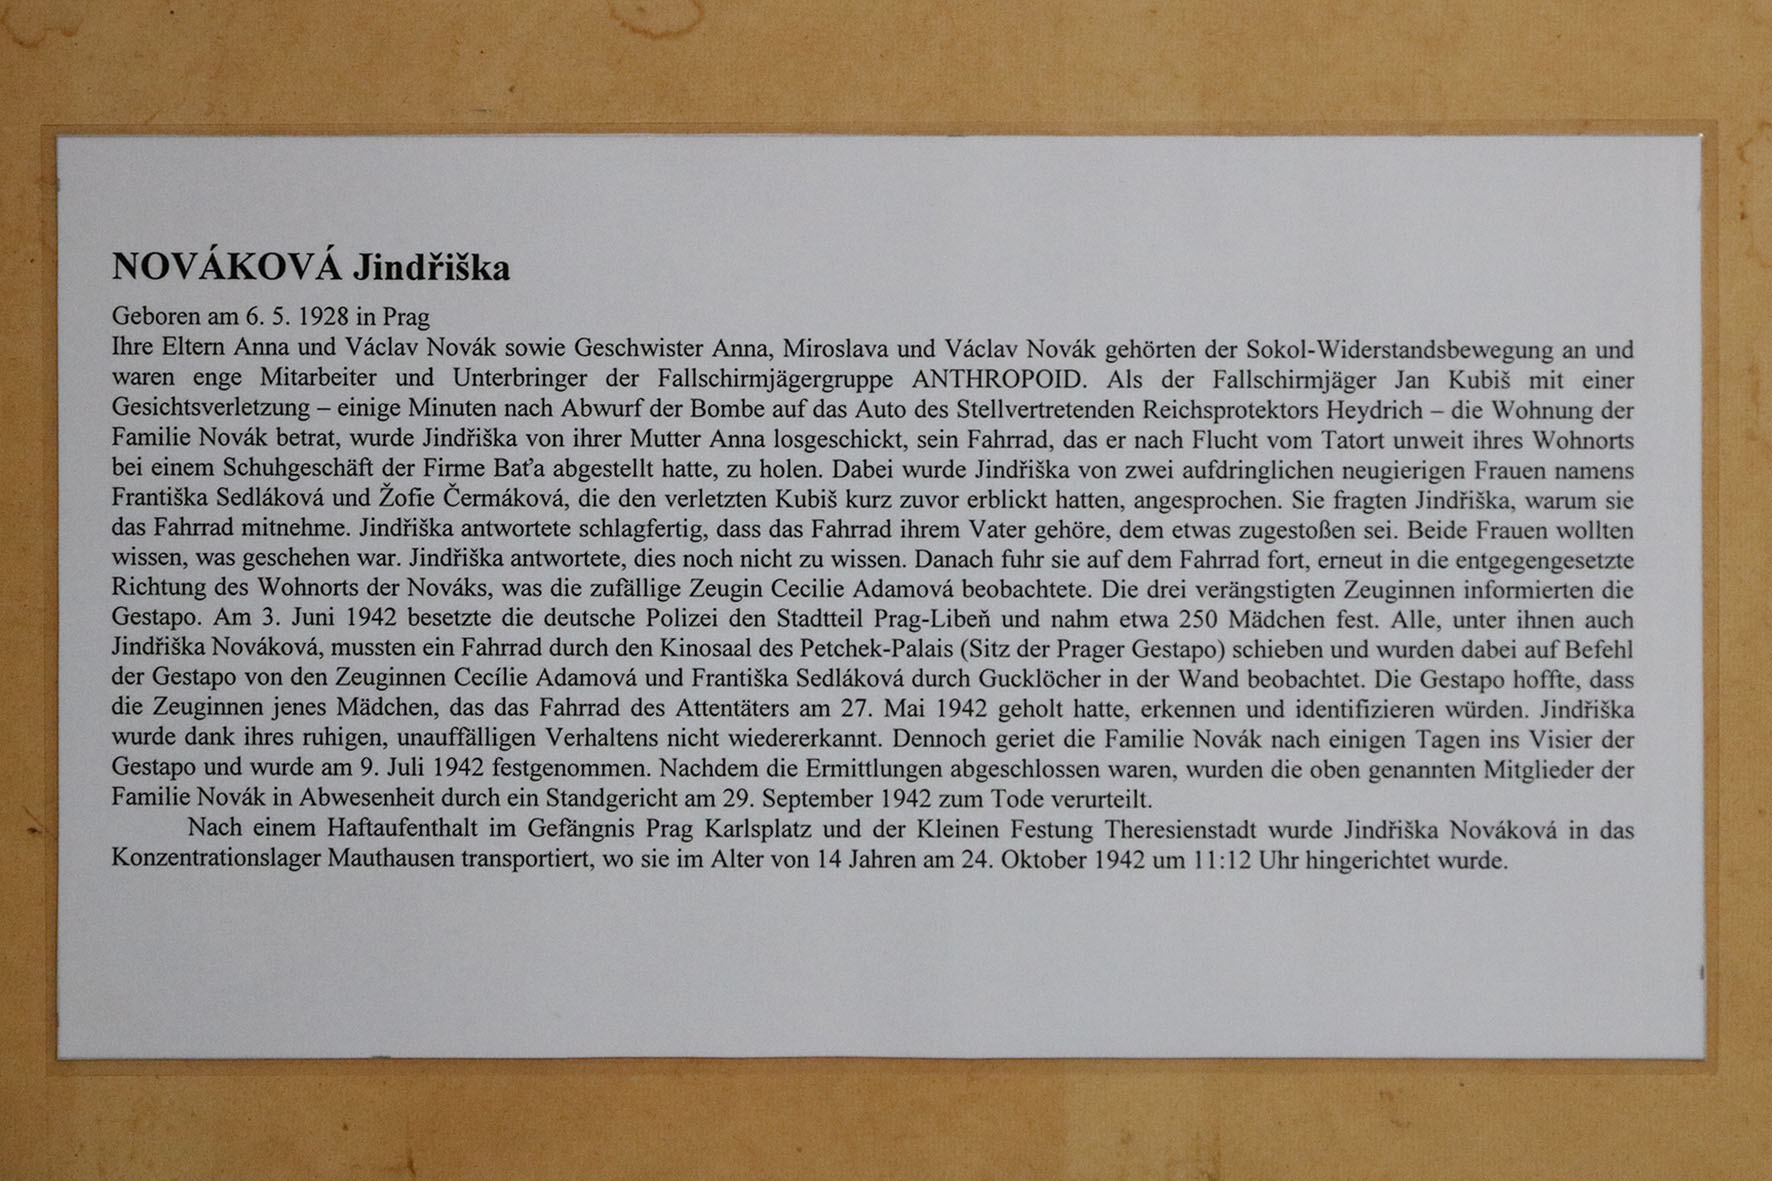 NOVÁKOVÁ Jindřiška
Geboren am 6. 5. 1928 in Prag
Ihre Eltern Anna und Václav Novák sowie Geschwister Anna, Miroslava und Václav Novák gehörten der Sokol-Widerstandsbewegung an und
waren enge Mitarbeiter und Unterbringer der Fallschirmjägergruppe ANTHROPOID. Als der Fallschirmjäger Jan Kubiš mit einer
Gesichtsverletzung – einige Minuten nach Abwurf der Bombe auf das Auto des Stellvertretenden Reichsprotektors Heydrich – die Wohnung der
Familie Novák betrat, wurde Jindřiška von ihrer Mutter Anna losgeschickt, sein Fahrrad, das er nach Flucht vom Tatort unweit ihres Wohnorts
bei einem Schuhgeschäft der Firme Baťa abgestellt hatte, zu holen. Dabei wurde Jindřiška von zwei aufdringlichen neugierigen Frauen namens
Františka Sedláková und Žofie Čermáková, die den verletzten Kubiš kurz zuvor erblickt hatten, angesprochen. Sie fragten Jindřiška, warum sie
das Fahrrad mitnehme. Jindřiška antwortete schlagfertig, dass das Fahrrad ihrem Vater gehöre, dem etwas zugestoßen sei. Beide Frauen wollten
wissen, was geschehen war. Jindřiška antwortete, dies noch nicht zu wissen. Danach fuhr sie auf dem Fahrrad fort, erneut in die entgegengesetzte
Richtung des Wohnorts der Nováks, was die zufällige Zeugin Cecilie Adamová beobachtete. Die drei verängstigten Zeuginnen informierten die
Gestapo. Am 3. Juni 1942 besetzte die deutsche Polizei den Stadtteil Prag-Libeň und nahm etwa 250 Mädchen fest. Alle, unter ihnen auch
Jindřiška Nováková, mussten ein Fahrrad durch den Kinosaal des Petchek-Palais (Sitz der Prager Gestapo) schieben und wurden dabei auf Befehl
der Gestapo von den Zeuginnen Cecílie Adamová und Františka Sedláková durch Gucklöcher in der Wand beobachtet. Die Gestapo hoffte, dass
die Zeuginnen jenes Mädchen, das das Fahrrad des Attentäters am 27. Mai 1942 geholt hatte, erkennen und identifizieren würden. Jindřiška
wurde dank ihres ruhigen, unauffälligen Verhaltens nicht wiedererkannt. Dennoch geriet die Familie Novák nach einigen Tagen ins Visier der
Gestapo und wurde am 9. Juli 1942 festgenommen. Nachdem die Ermittlungen abgeschlossen waren, wurden die oben genannten Mitglieder der
Familie Novák in Abwesenheit durch ein Standgericht am 29. September 1942 zum Tode verurteilt.
Nach einem Haftaufenthalt im Gefängnis Prag Karlsplatz und der Kleinen Festung Theresienstadt wurde Jindřiška Nováková in das
Konzentrationslager Mauthausen transportiert, wo sie im Alter von 14 Jahren am 24. Oktober 1942 um 11:12 Uhr hingerichtet wurde.